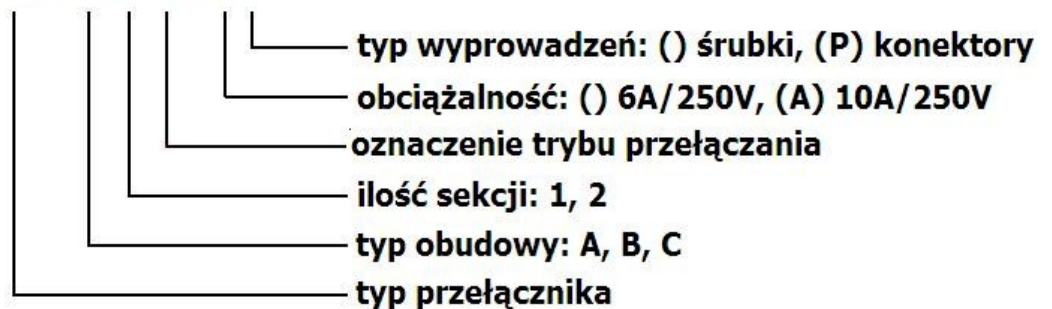 typ wyprowadzeń: () śrubki, (P) konektory
obciążalność: () 6A/250V, (A) 10A/250V
oznaczenie trybu przełączania
ilość sekcji: 1, 2
typ obudowy: A, B, C
typ przełącznika